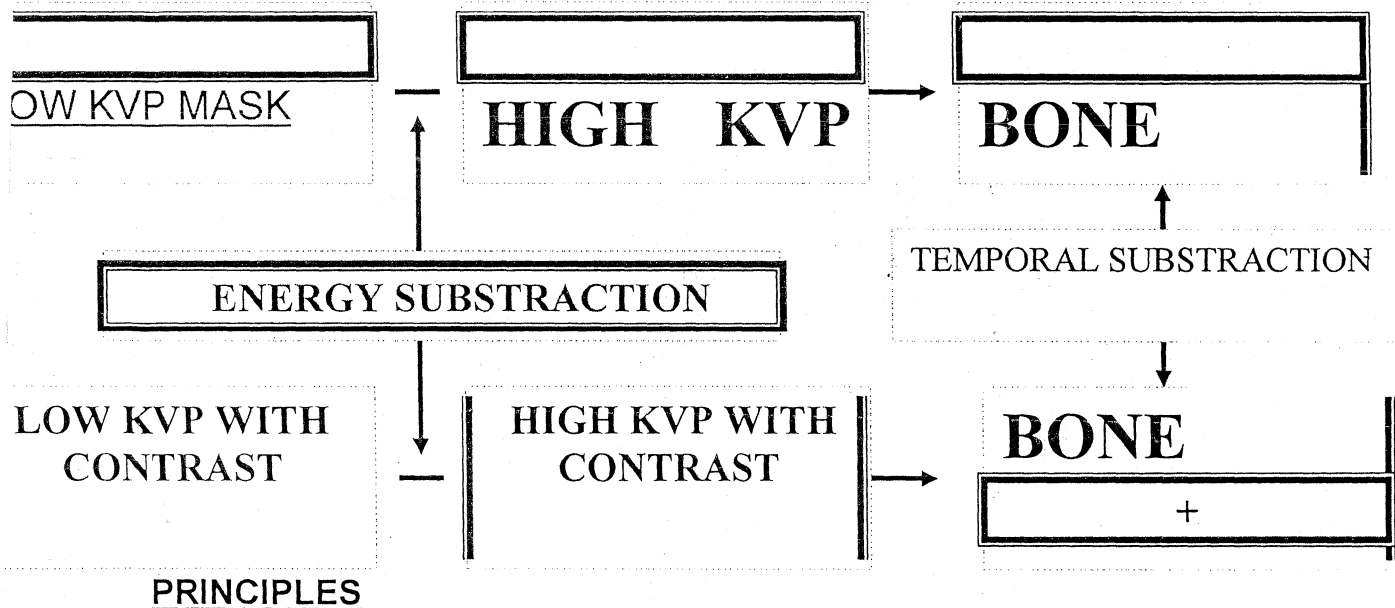 OW KVP MASK
—
HIGH KVP
BONE
ENERGY SUBSTRACTION
TEMPORAL SUBSTRACTION
LOW KVP WITH
CONTRAST
—
HIGH KVP WITH
CONTRAST
BONE
+
PRINCIPLES